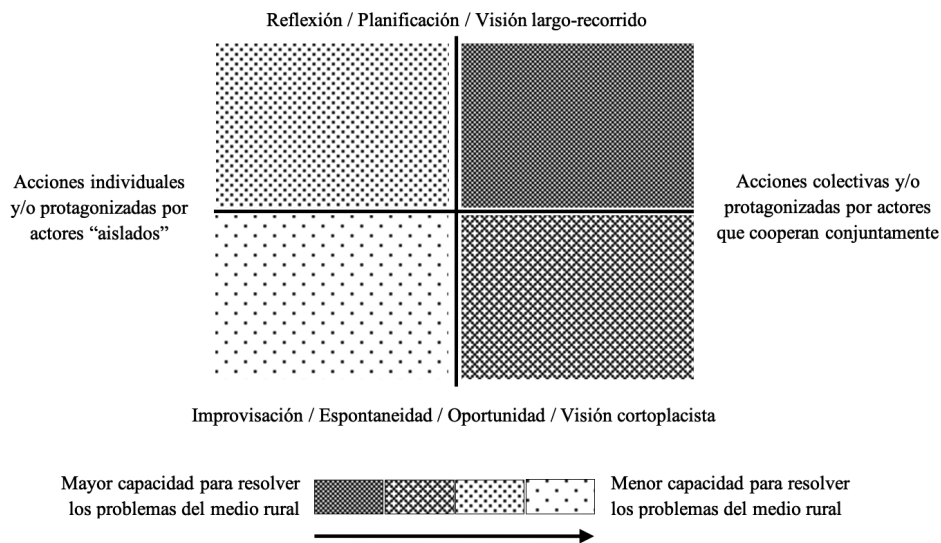 Reflexión / Planificación / Visión largo-recorrido
Acciones individuales
y/o protagonizadas por
actores “aislados”
Acciones colectivas y/o
protagonizadas por actores
que cooperan conjuntamente
Improvisación / Espontaneidad / Oportunidad / Visión cortoplacista
Mayor capacidad para resolver
los problemas del medio rural
Menor capacidad para resolver
los problemas del medio rural